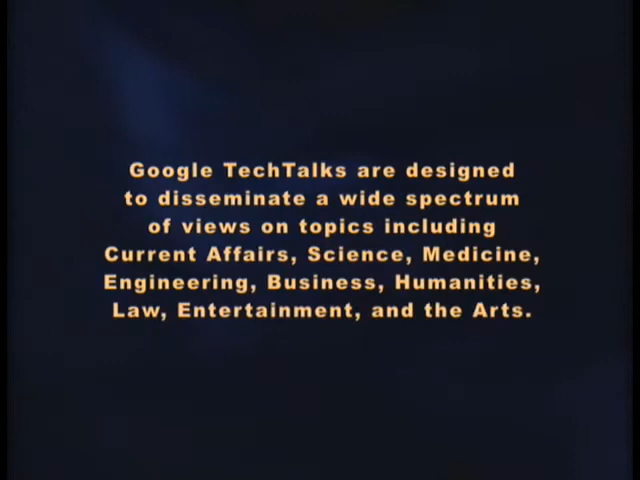 Google TechTalks are designed
to disseminate a wide spectrum
of views on topics including
Current Affairs, Science, Medicine,
Engineering, Business, Humanities,
Law, Entertainment, and the Arts.